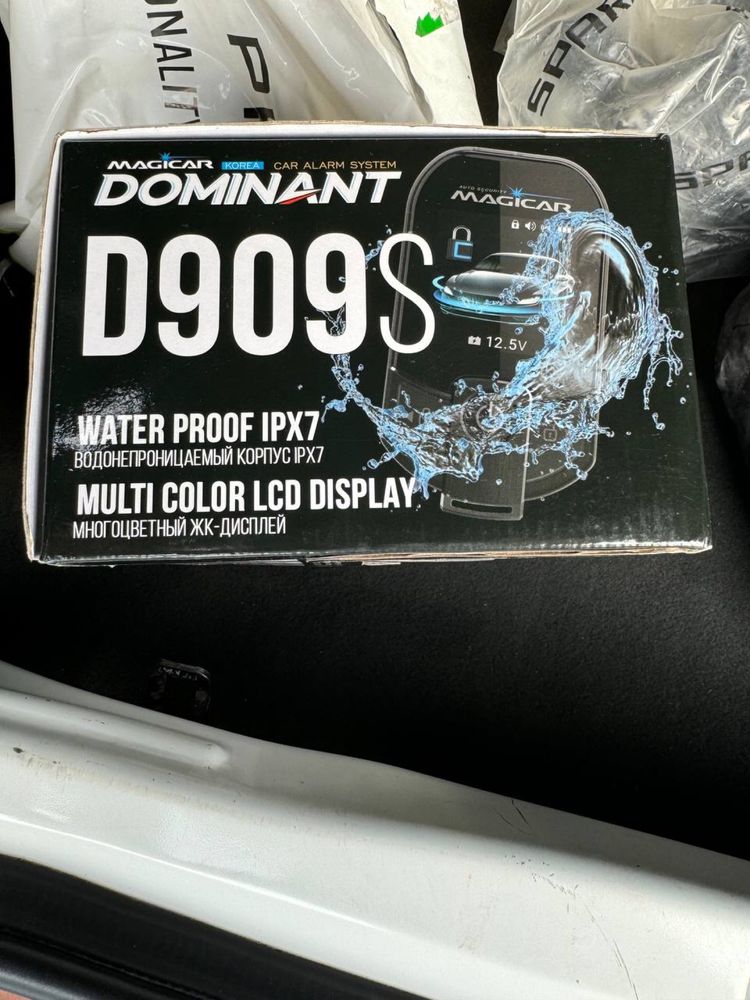 MAGICAR KOREA CAR ALARM SYSTEM
DOMINANT
D909S
WATER PROOF IPX7
ВОДОНЕПРОНИЦАЕМЫЙ КОРПУС IPX7
MULTI COLOR LCD DISPLAY
МНОГОЦВЕТНЫЙ ЖК-ДИСПЛЕЙ
AUTO SECURITY
MAGICAR
12.5V